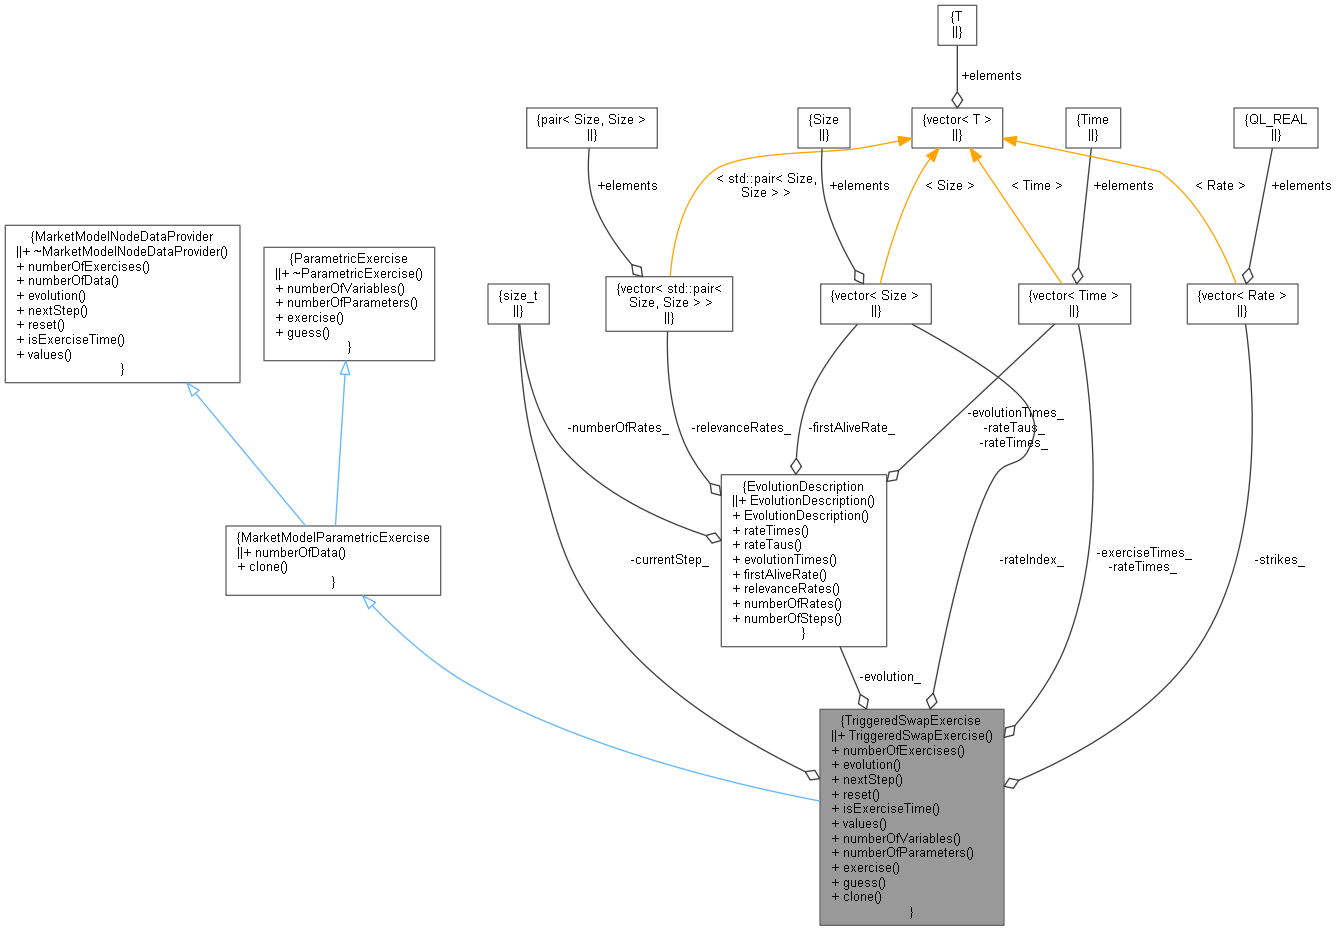 {T
||}
+elements
{pair< Size, Size >
||}
{Size
||}
{vector< T >
||}
{Time
||}
{QL_REAL
||}
+elements
< std::pair< Size,
Size > >
+elements
< Size >
< Time >
+elements
< Rate >
+elements
{MarketModelNodeDataProvider
||+ ~MarketModelNodeDataProvider()
+ numberOfExercises()
+ numberOfData()
+ evolution()
+ nextStep()
+ reset()
+ isExerciseTime()
+ values()
}
{ParametricExercise
||+ ~ParametricExercise()
+ numberOfVariables()
+ numberOfParameters()
+ exercise()
+ guess()
}
{size_t
||}
{vector< std::pair<
Size, Size > >
||}
{vector< Size >
||}
{vector< Time >
||}
{vector< Rate >
||}
-numberOfRates_
-relevanceRates_
-firstAliveRate_
-evolutionTimes_
-rateTaus_
-rateTimes_
{MarketModelParametricExercise
||+ numberOfData()
+ clone()
}
-currentStep_
{EvolutionDescription
||+ EvolutionDescription()
+ EvolutionDescription()
+ rateTimes()
+ rateTaus()
+ evolutionTimes()
+ firstAliveRate()
+ relevanceRates()
+ numberOfRates()
+ numberOfSteps()
}
-rateIndex_
-exerciseTimes_
-rateTimes_
-strikes_
-evolution_
{TriggeredSwapExercise
||+ TriggeredSwapExercise()
+ numberOfExercises()
+ evolution()
+ nextStep()
+ reset()
+ isExerciseTime()
+ values()
+ numberOfVariables()
+ numberOfParameters()
+ exercise()
+ guess()
+ clone()
}